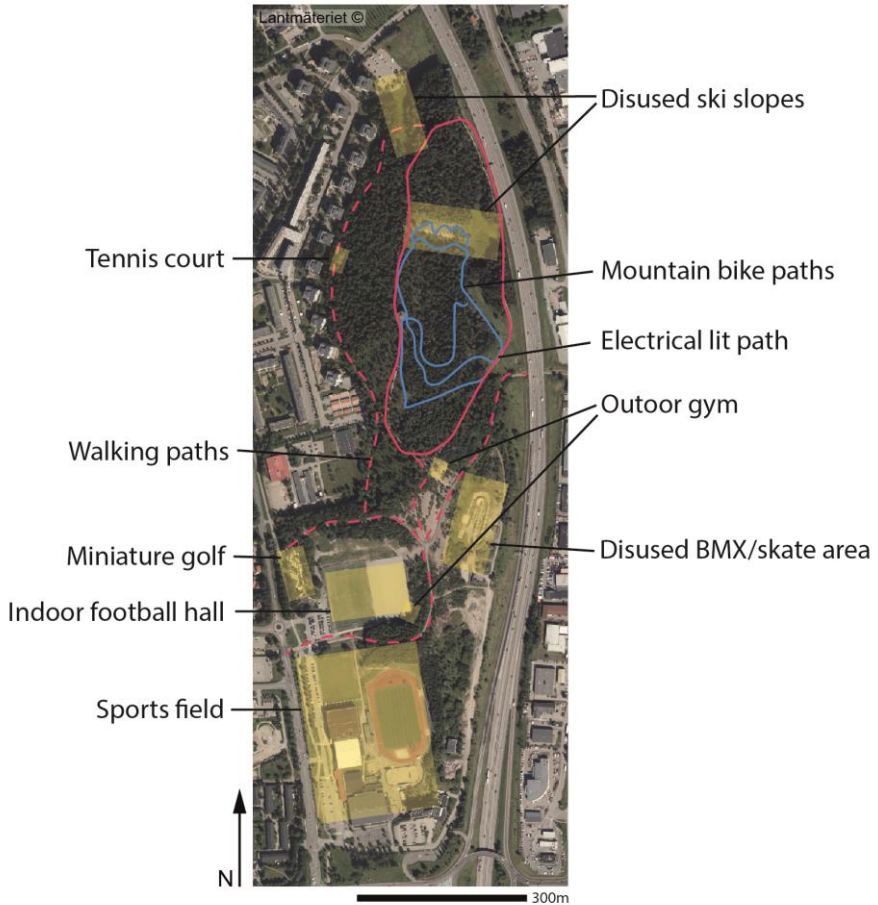 Lantmäteriet ©
Disused ski slopes
Tennis court
Mountain bike paths
Electrical lit path
Outoor gym
Walking paths
Miniature golf
Disused BMX/skate area
Indoor football hall
Sports field
N
300m